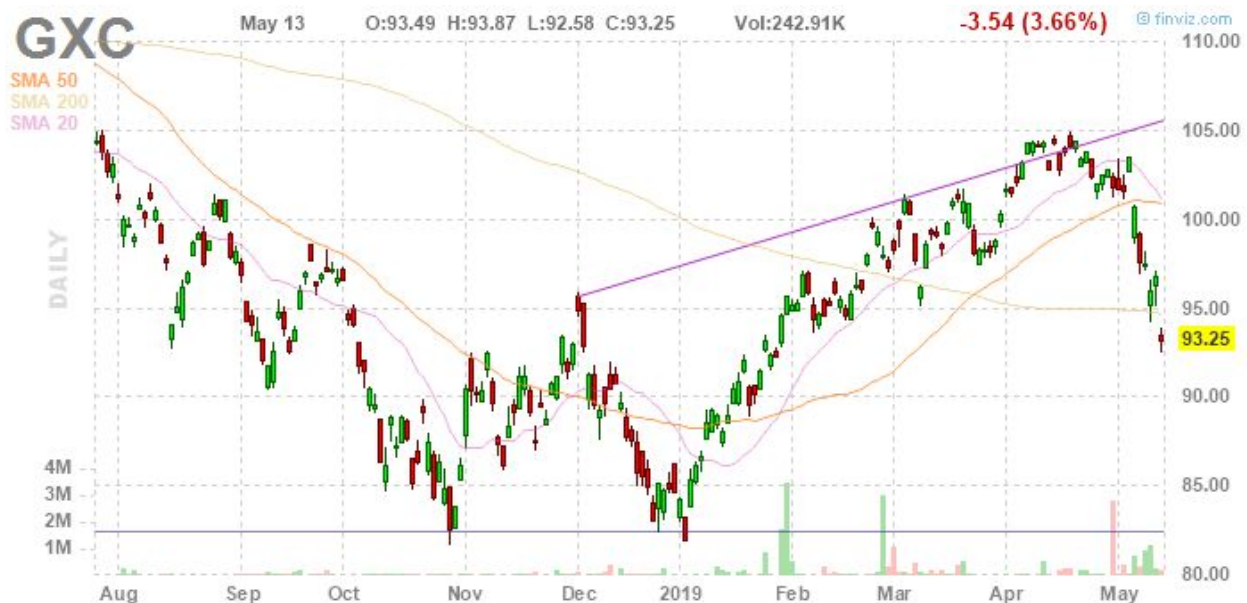 GXC May 13 O:93.49 H:93.87 L:92.58 C:93.25 Vol:242.91K -3.54 (3.66%) © finviz.com
SMA 50
SMA 200
SMA 20
DAILY
110.00
105.00
100.00
95.00
93.25
90.00
85.00
80.00
4M
3M
2M
1M
Aug Sep Oct Nov Dec 2019 Feb Mar Apr May